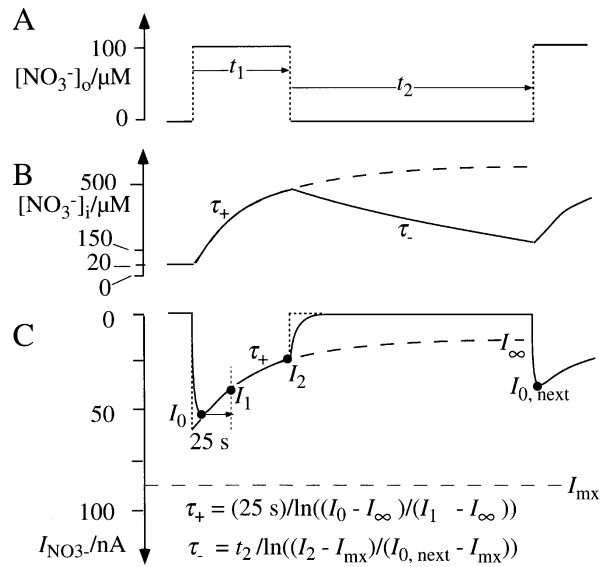 A
100
[NO₃⁻]ₒ/µM
0
t₁
t₂
B
500
[NO₃⁻]ᵢ/µM
150
20
0
τ₊
τ₋
C
0
50
100
I_NO3-/nA
τ₊
I₀
I₁
I₂
25 s
I∞
I₀, next
Iₘₓ
τ₊ = (25 s)/ln((I₀ - I∞)/(I₁ - I∞))
τ₋ = t₂/ln((I₂ - Iₘₓ)/(I₀, next - Iₘₓ))